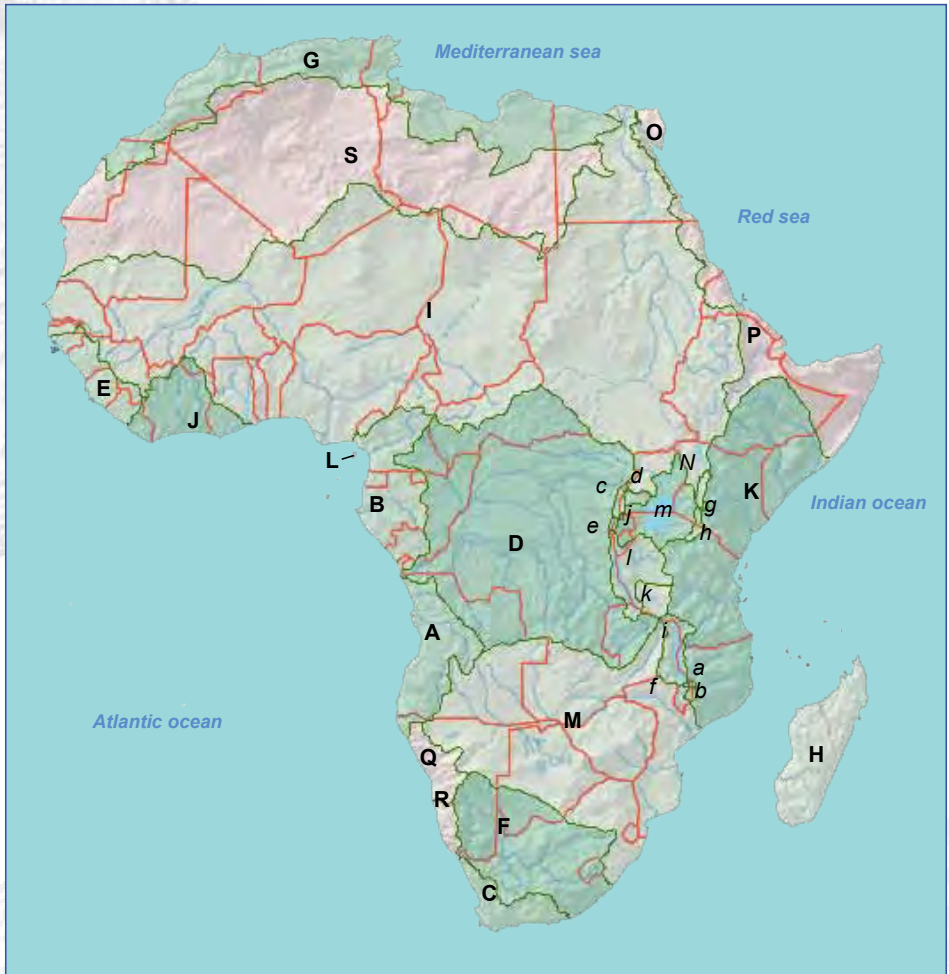 Mediterranean sea
G
O
S
Red sea
I
P
E
J
L
N
d
c
K
B
g
Indian ocean
m
j
e
h
D
l
k
A
i
a
f
b
Atlantic ocean
M
H
Q
R
F
C